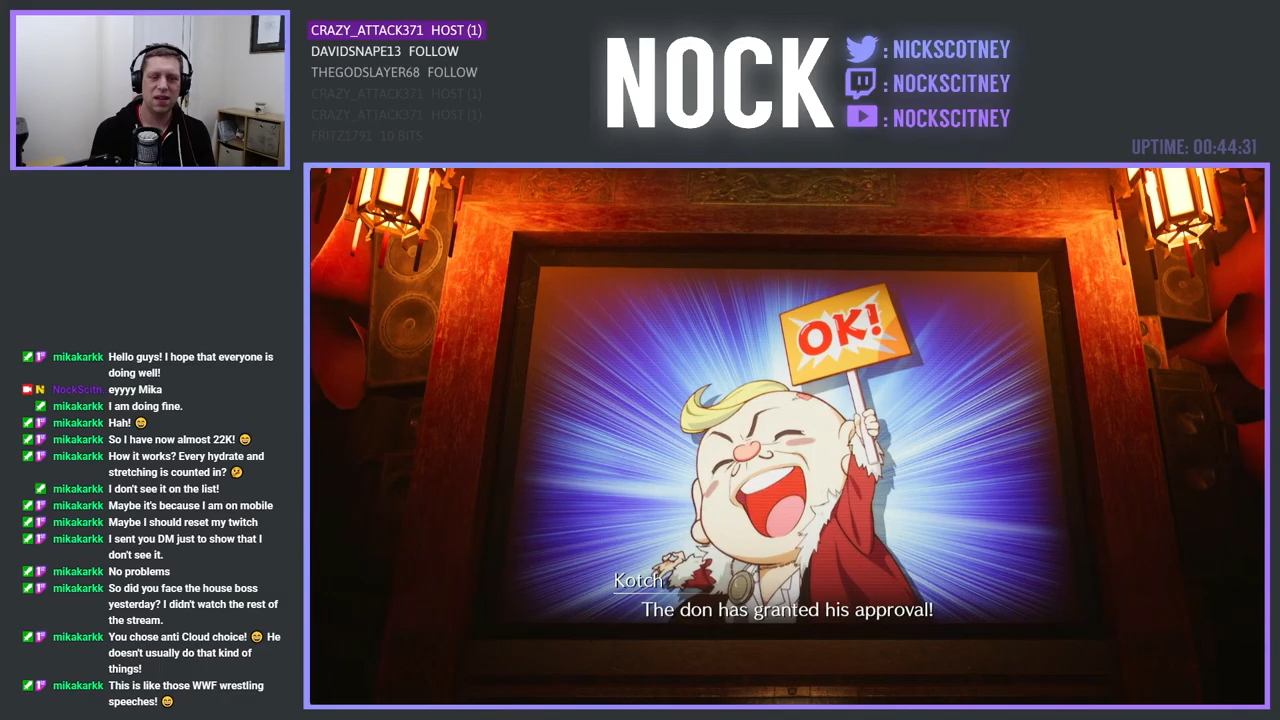 CRAZY_ATTACK371 HOST (1)
DAVIDSNAPE13 FOLLOW
THEGODSLAYER68 FOLLOW
CRAZY_ATTACK371 HOST (1)
CRAZY_ATTACK371 HOST (1)
FRITZ1791 10 BITS
NOCK
: NICKSCOTNEY
: NOCKSCITNEY
: NOCKSCITNEY
UPTIME: 00:44:31
OK!
Kotch
The don has granted his approval!
mikakarkk Hello guys! I hope that everyone is
doing well!
N NockScitn eyyyy Mika
mikakarkk I am doing fine.
mikakarkk Hah! 😄
mikakarkk So I have now almost 22K! 😄
mikakarkk How it works? Every hydrate and
stretching is counted in? 🤔
mikakarkk I don't see it on the list!
mikakarkk Maybe it's because I am on mobile
mikakarkk Maybe I should reset my twitch
mikakarkk I sent you DM just to show that I
don't see it.
mikakarkk No problems
mikakarkk So did you face the house boss
yesterday? I didn't watch the rest of
the stream.
mikakarkk You chose anti Cloud choice! 😄 He
doesn't usually do that kind of
things!
mikakarkk This is like those WWF wrestling
speeches! 😄